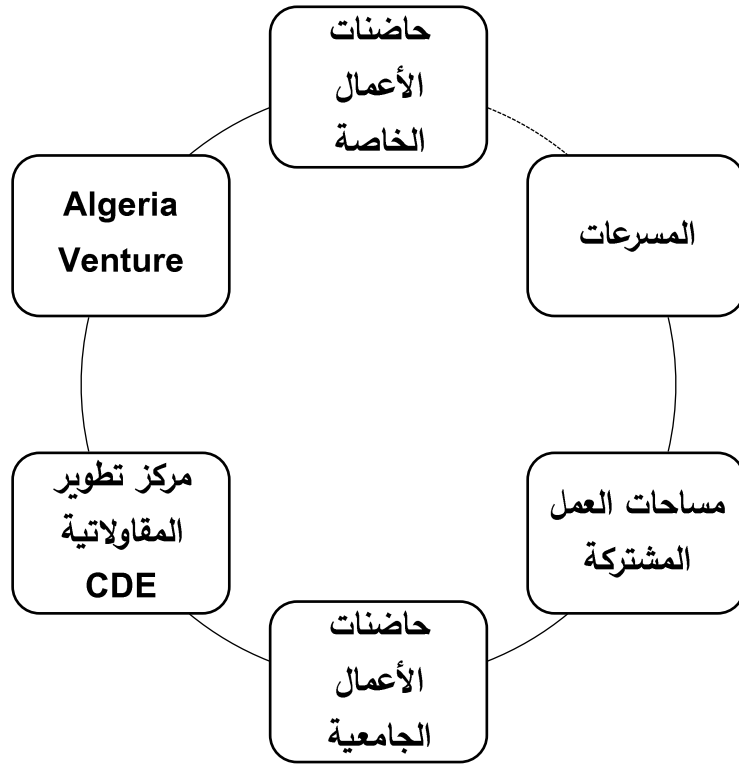 حاضنات
الأعمال
الخاصة
المسرعات
مساحات العمل
المشتركة
حاضنات
الأعمال
الجامعية
مركز تطوير
المقاولاتية
CDE
Algeria
Venture